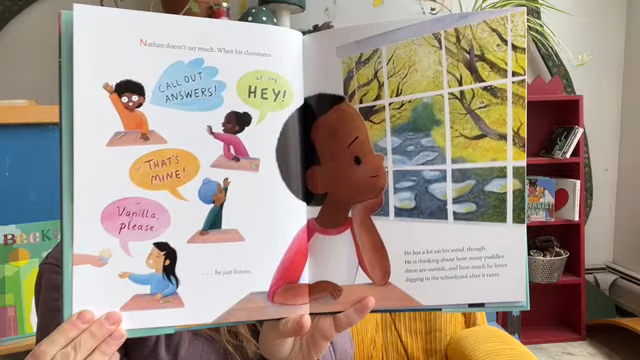 Nathan doesn't say much. When his classmates . . .
CALL OUT
ANSWERS!
or say
HEY!
THAT'S
MINE!
Vanilla,
please.
. . . he just listens.
He has a lot on his mind, though.
He is thinking about how many puddles
there are outside, and how much he loves
digging in the schoolyard after it rains.
BECK